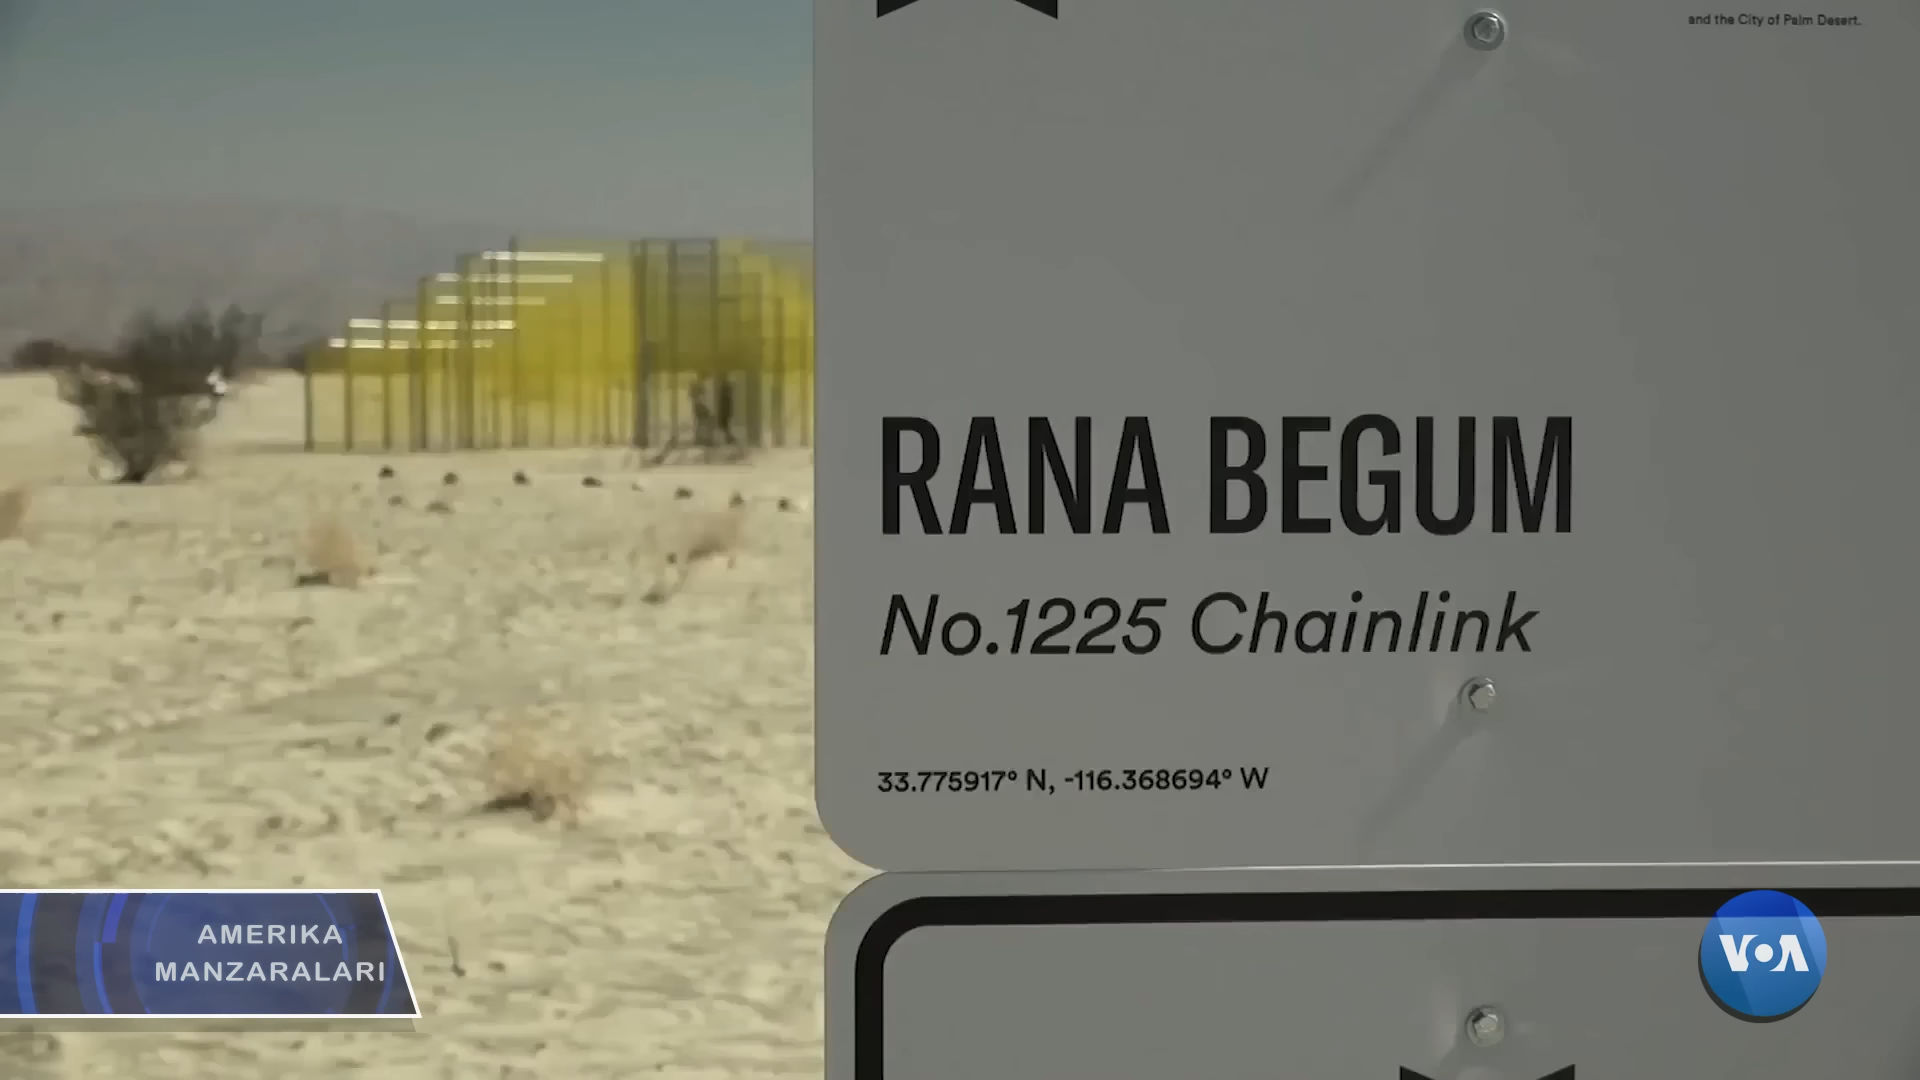 and the City of Palm Desert.
RANA BEGUM
No.1225 Chainlink
33.775917° N, -116.368694° W
AMERIKA
MANZARALARI
VOA